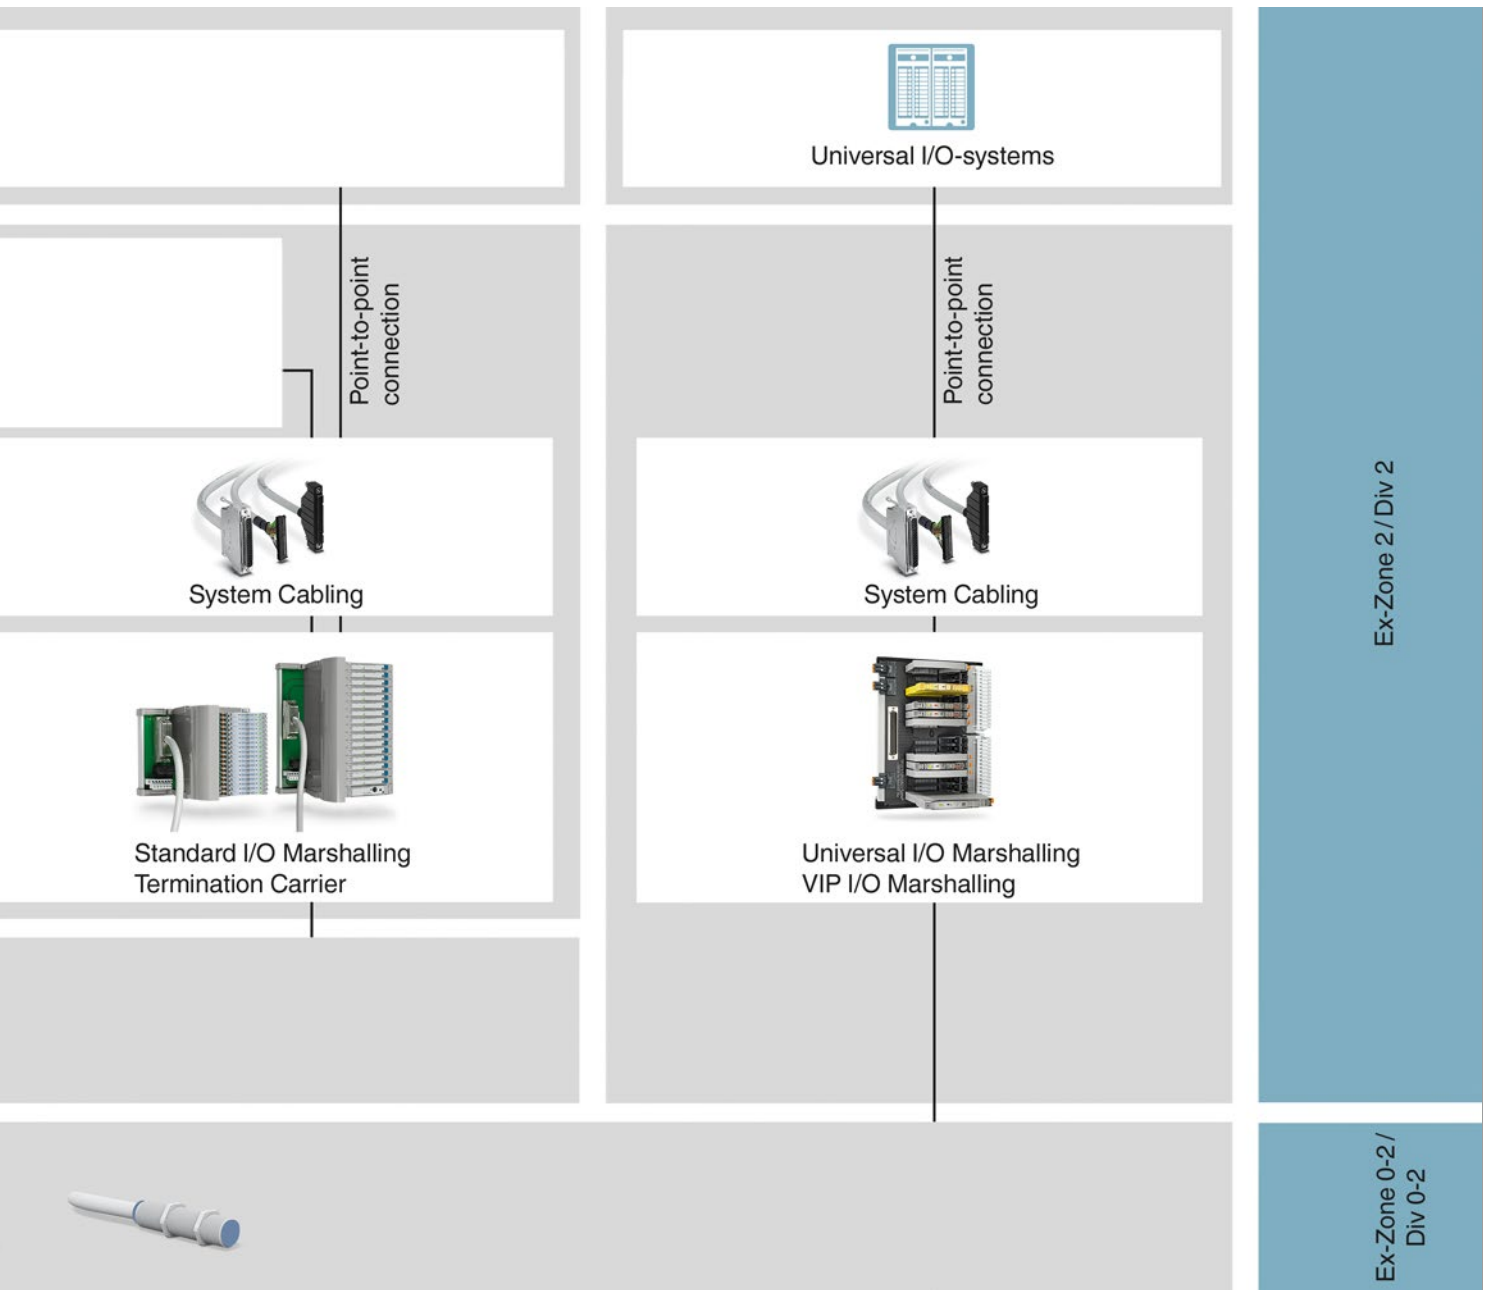 Universal I/O-systems
Point-to-point
connection
Point-to-point
connection
System Cabling
System Cabling
Standard I/O Marshalling
Termination Carrier
Universal I/O Marshalling
VIP I/O Marshalling
Ex-Zone 2 / Div 2
Ex-Zone 0-2 /
Div 0-2